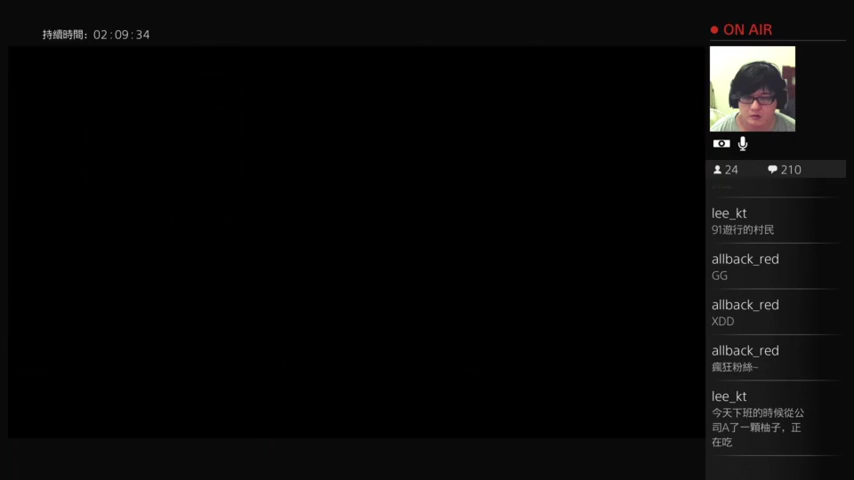 持續時間: 02:09:34
ON AIR
24 210
lee_kt
91遊行的村民
allback_red
GG
allback_red
XDD
allback_red
瘋狂粉絲~
lee_kt
今天下班的時候從公
司A了一顆柚子, 正
在吃